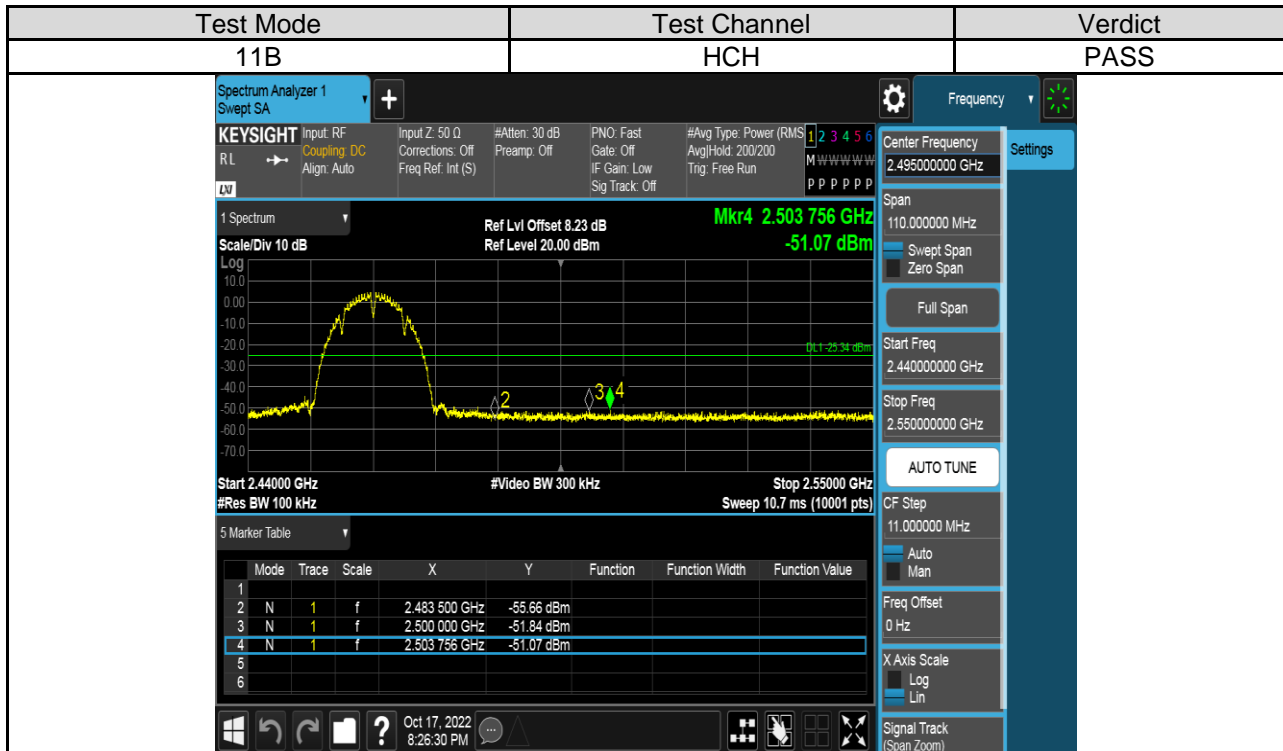 Test Mode Test Channel Verdict
11B HCH PASS
Spectrum Analyzer 1
Swept SA
+
Frequency
KEYSIGHT Input: RF Input Z: 50 Ω #Atten: 30 dB PNO: Fast #Avg Type: Power (RMS 1 2 3 4 5 6
RL Coupling: DC Corrections: Off Preamp: Off Gate: Off Avg|Hold: 200/200 M W W W W W
Align: Auto Freq Ref: Int (S) IF Gain: Low Trig: Free Run
LXI Sig Track: Off P P P P P P
1 Spectrum
Ref Lvl Offset 8.23 dB Mkr4 2.503 756 GHz
Scale/Div 10 dB Ref Level 20.00 dBm -51.07 dBm
Log
10.0
0.00
-10.0
-20.0
DL1 -25.34 dBm
-30.0
-40.0
2 3 4
-50.0
-60.0
-70.0
Start 2.44000 GHz #Video BW 300 kHz Stop 2.55000 GHz
#Res BW 100 kHz Sweep 10.7 ms (10001 pts)
5 Marker Table
Mode Trace Scale X Y Function Function Width Function Value
1
2 N 1 f 2.483 500 GHz -55.66 dBm
3 N 1 f 2.500 000 GHz -51.84 dBm
4 N 1 f 2.503 756 GHz -51.07 dBm
5
6
? Oct 17, 2022
8:26:30 PM
Center Frequency
2.495000000 GHz
Settings
Span
110.000000 MHz
Swept Span
Zero Span
Full Span
Start Freq
2.440000000 GHz
Stop Freq
2.550000000 GHz
AUTO TUNE
CF Step
11.000000 MHz
Auto
Man
Freq Offset
0 Hz
X Axis Scale
Log
Lin
Signal Track
(Span Zoom)